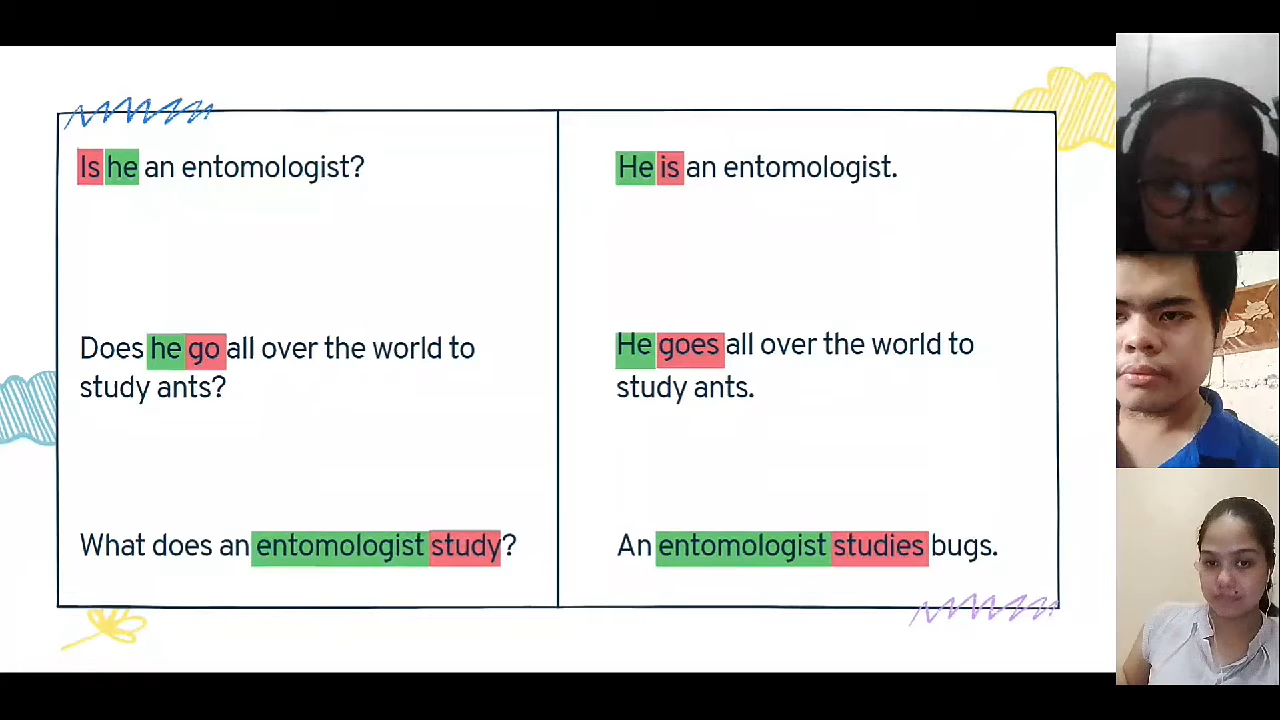 Is he an entomologist?
Does he go all over the world to
study ants?
What does an entomologist study?
He is an entomologist.
He goes all over the world to
study ants.
An entomologist studies bugs.